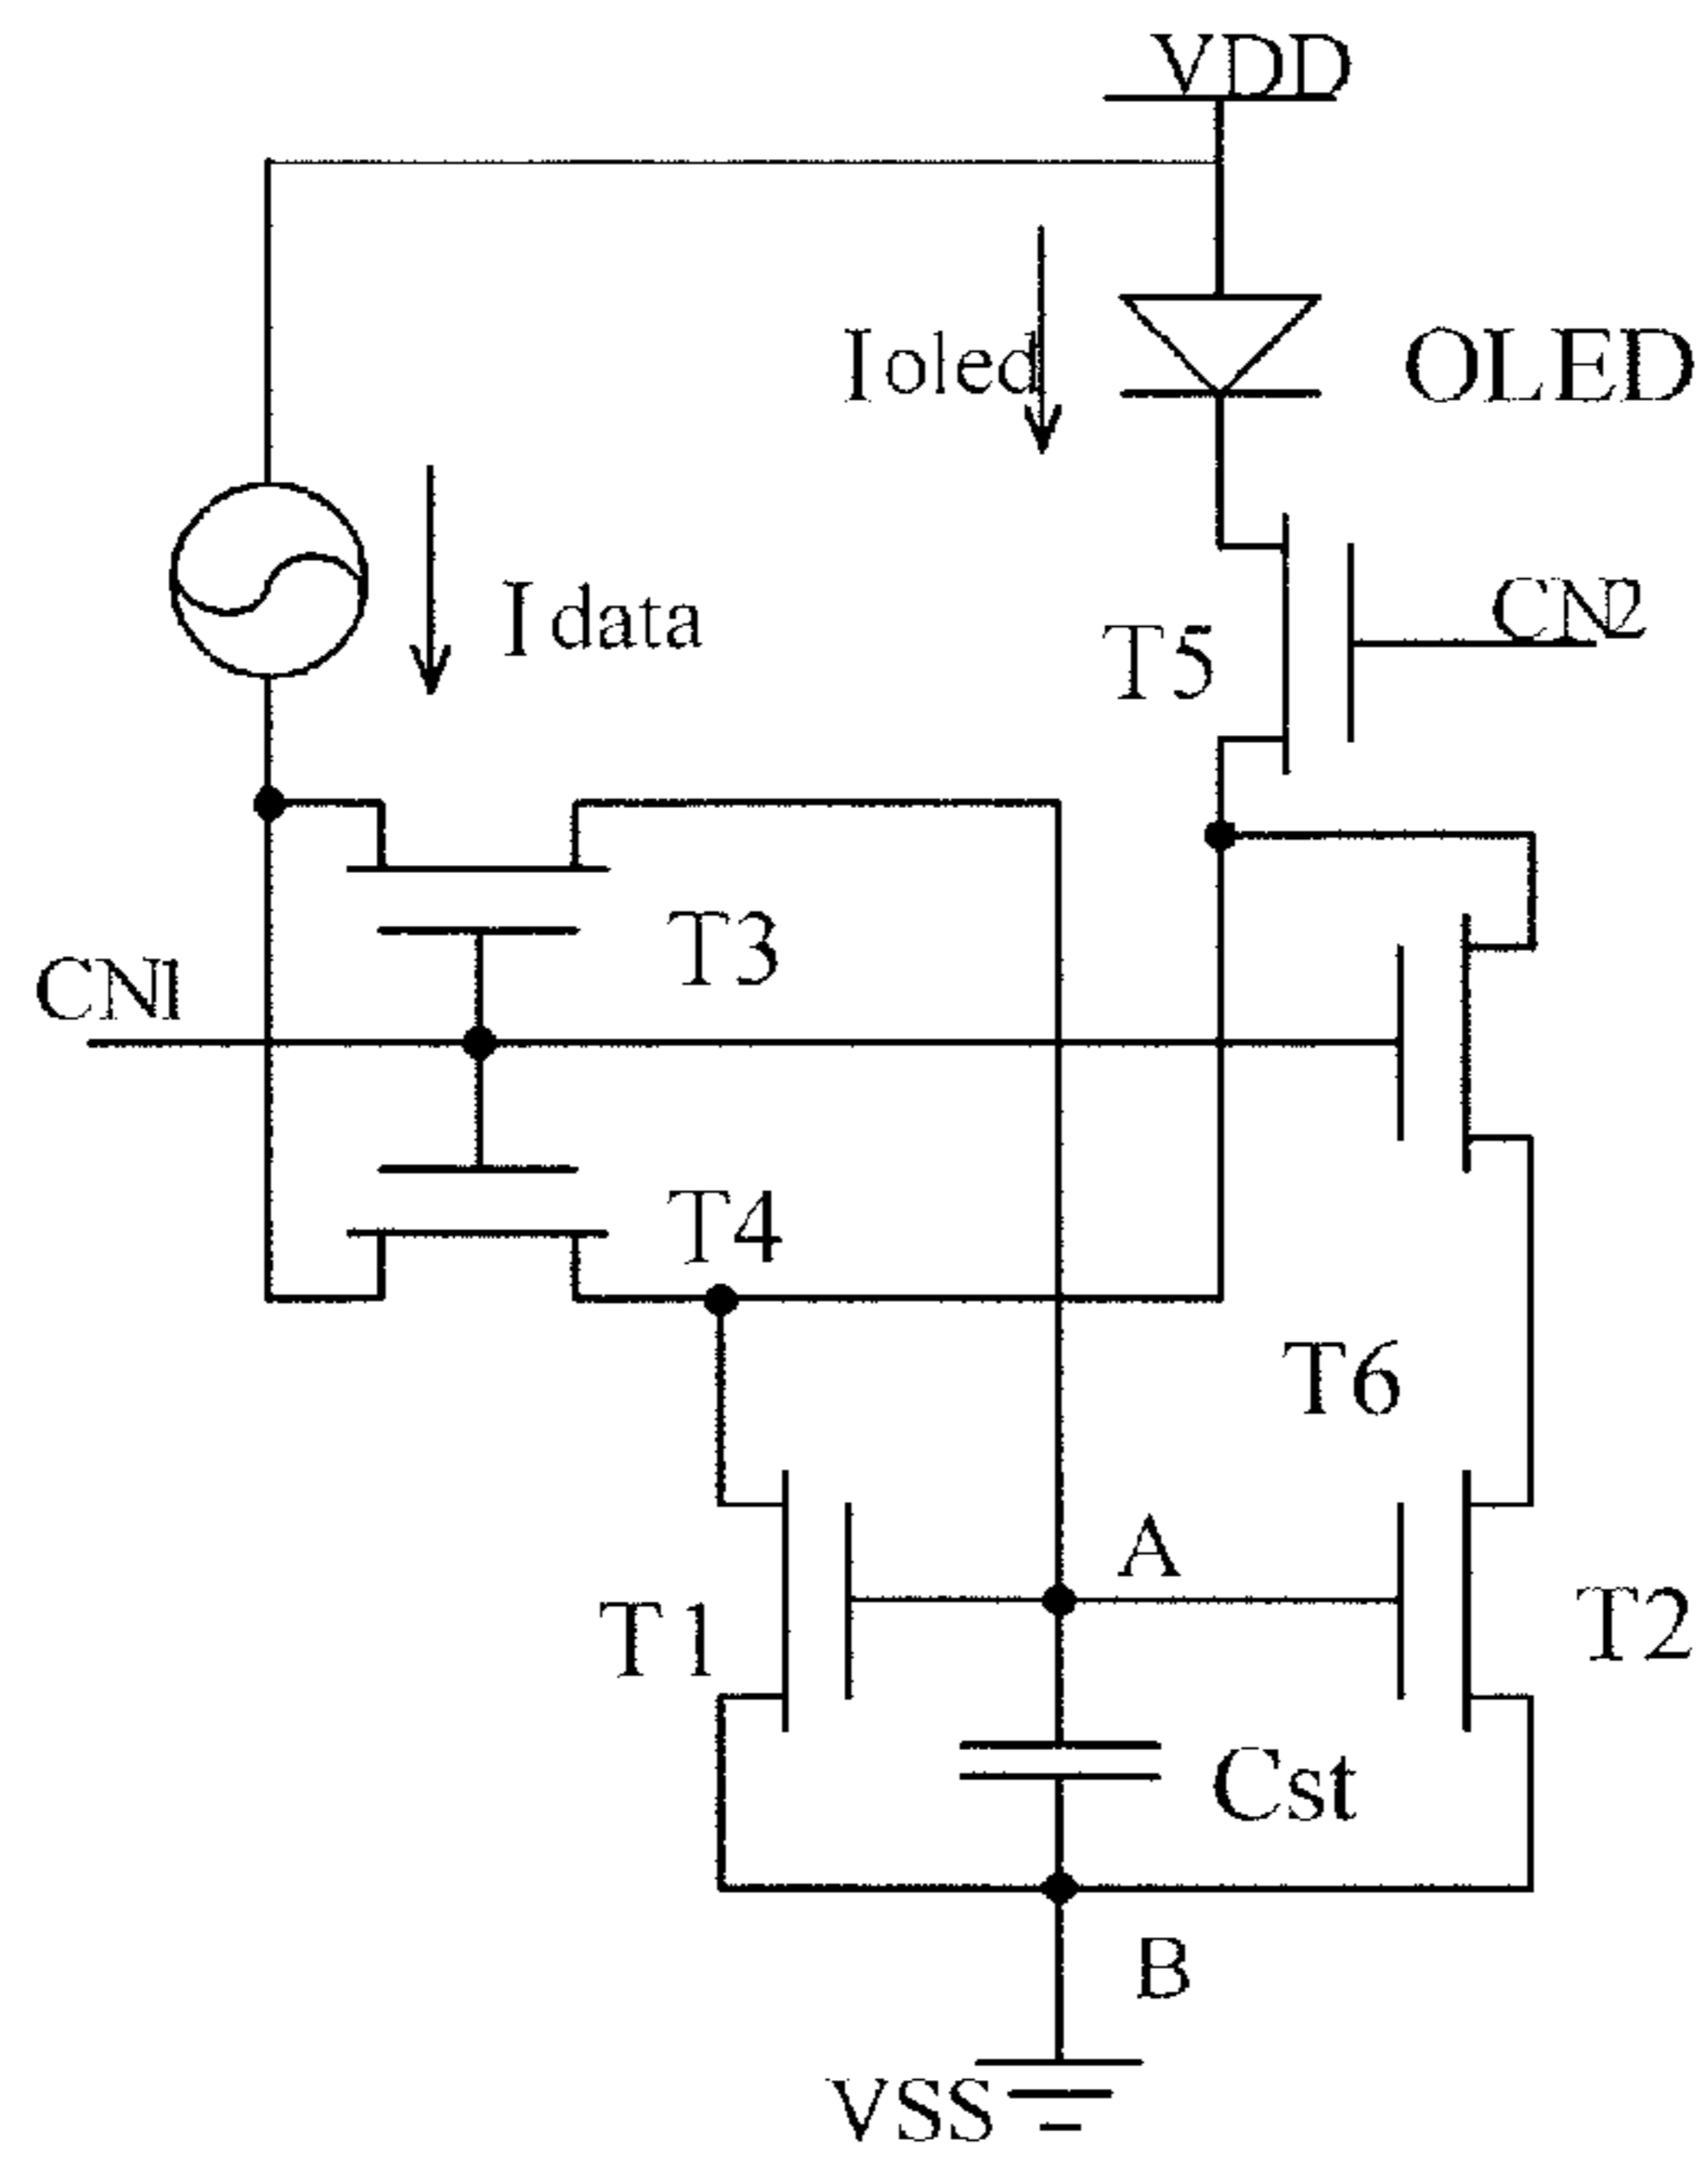 VDD
Ioled
OLED
Idata
CN2
T5
T3
CN1
T4
T6
A
T1
T2
Cst
B
VSS